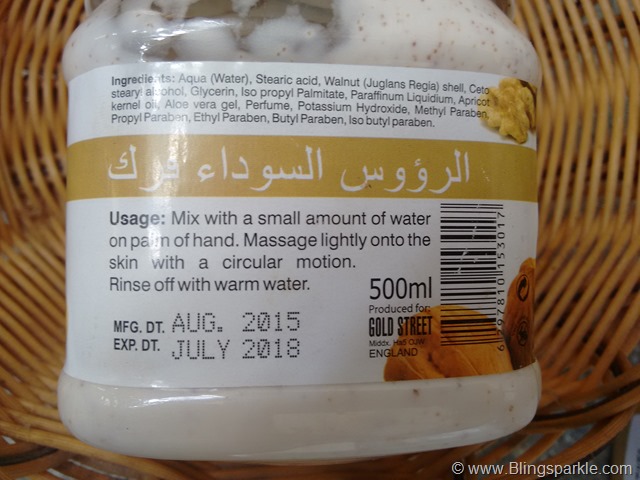 Ingredients: Aqua (Water), Stearic acid, Walnut (Juglans Regia) shell, Ceto
stearyl alcohol, Glycerin, Iso propyl Palmitate, Paraffinum Liquidium, Apricot
kernel oil, Aloe vera gel, Perfume, Potassium Hydroxide, Methyl Paraben,
Propyl Paraben, Ethyl Paraben, Butyl Paraben, Iso butyl paraben.
الرؤوس السوداء فرك
Usage: Mix with a small amount of water
on palm of hand. Massage lightly onto the
skin with a circular motion.
Rinse off with warm water.
500ml
Produced for:
GOLD STREET
Middx. Ha5 OJW
ENGLAND
MFG. DT. AUG. 2015
EXP. DT. JULY 2018
© www.Blingsparkle.com